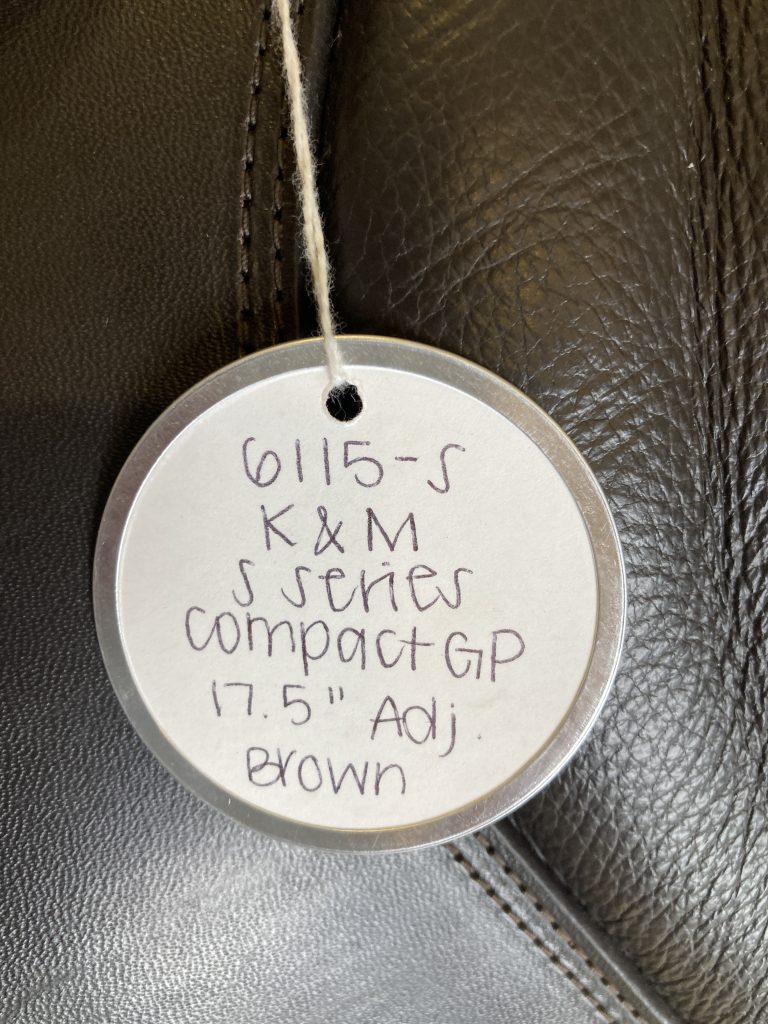 6115-S
K & M
S Series
Compact GP
17.5" Adj.
Brown